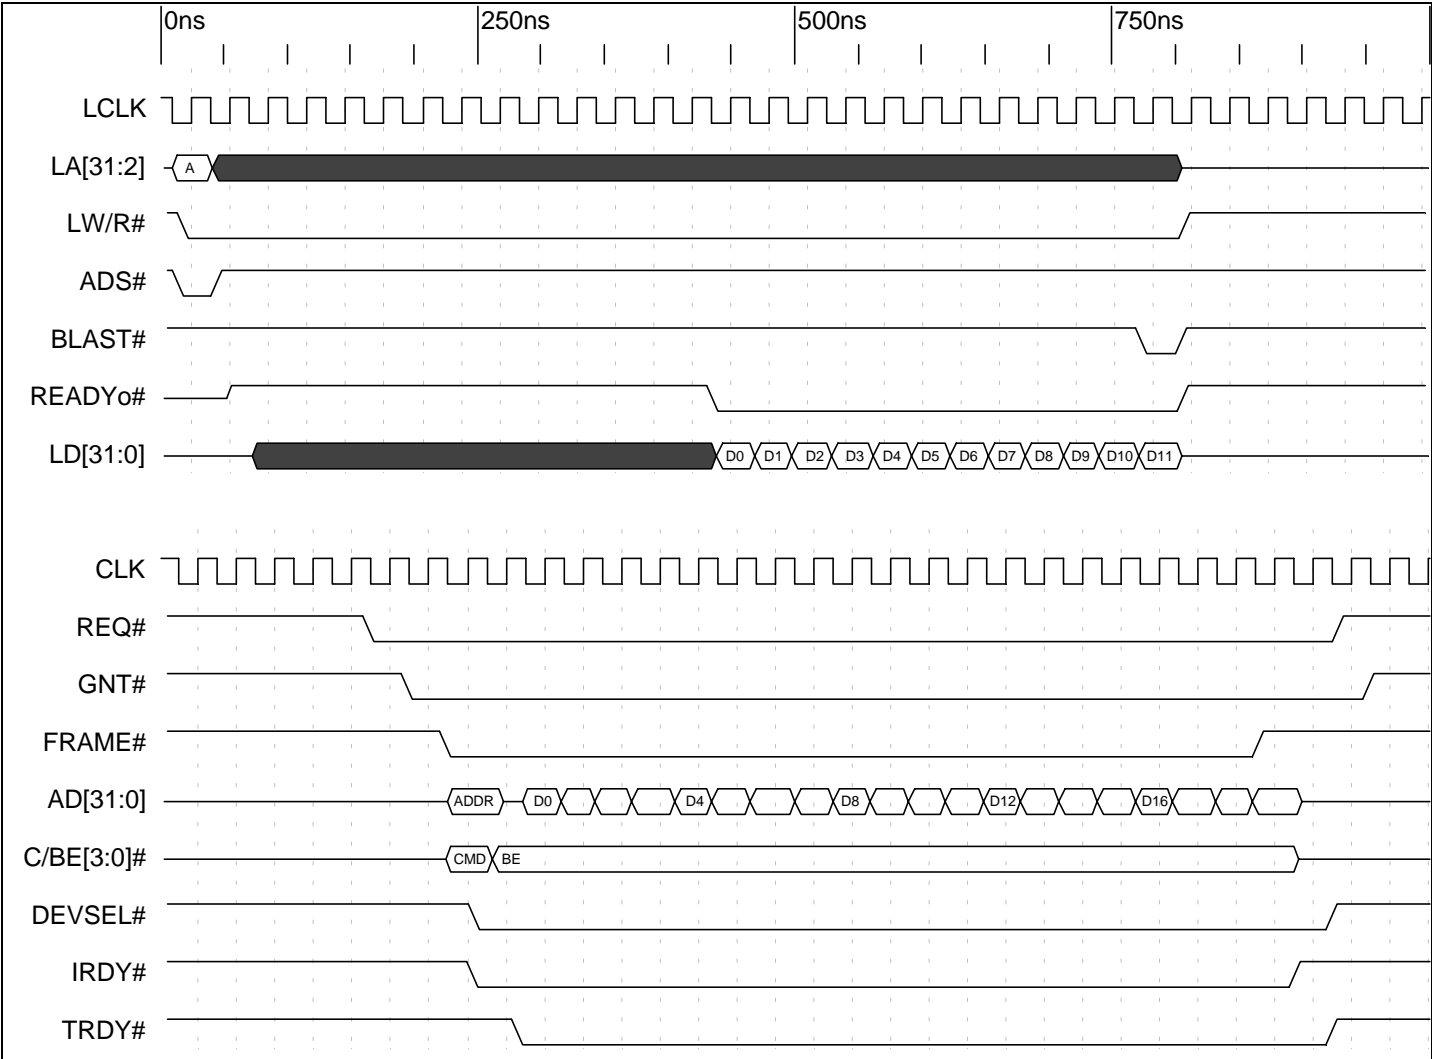 0ns 250ns 500ns 750ns
LCLK
LA[31:2] A
LW/R#
ADS#
BLAST#
READYo#
LD[31:0] D0 D1 D2 D3 D4 D5 D6 D7 D8 D9 D10 D11
CLK
REQ#
GNT#
FRAME#
AD[31:0] ADDR D0 D4 D8 D12 D16
C/BE[3:0]# CMD BE
DEVSEL#
IRDY#
TRDY#